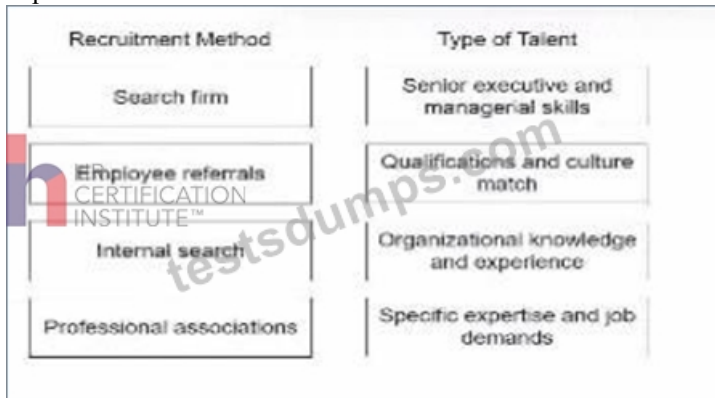 Recruitment Method
Type of Talent
Search firm
Senior executive and
managerial skills
Employee referrals
Qualifications and culture
match
Internal search
Organizational knowledge
and experience
Professional associations
Specific expertise and job
demands
HR
CERTIFICATION
INSTITUTE™
testsdumps.com